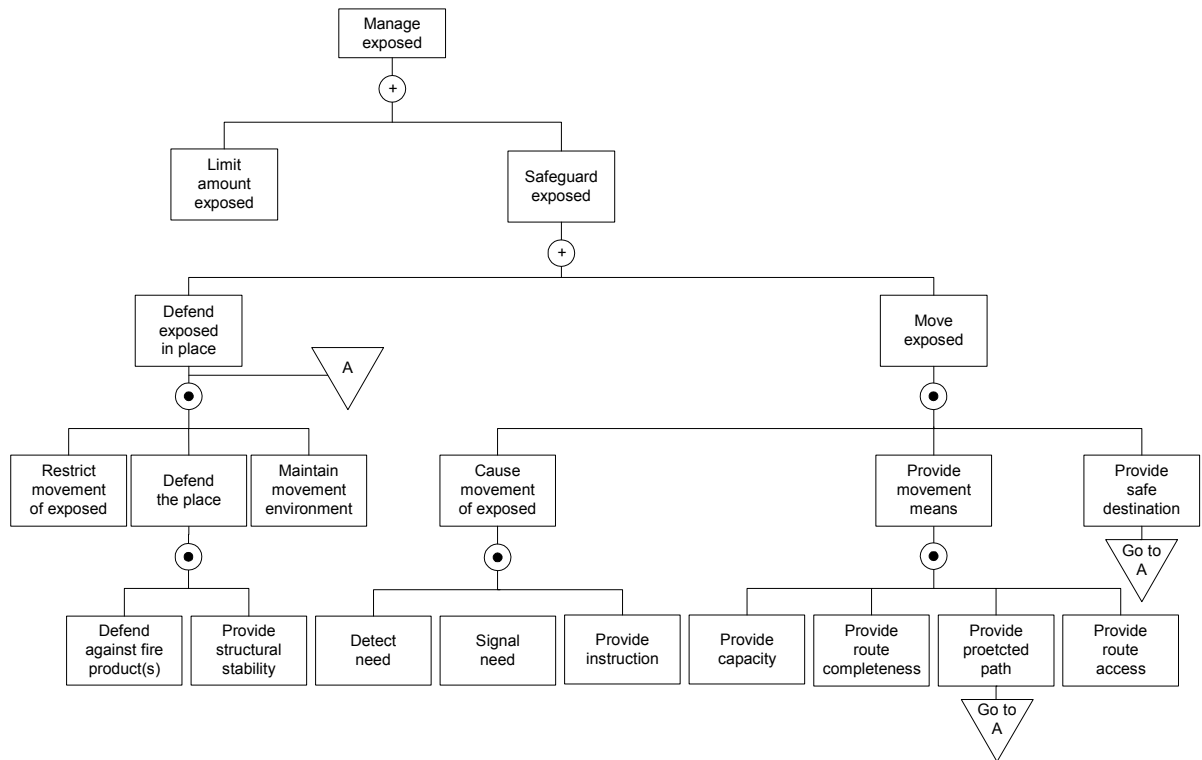 Manage
exposed
+
Limit
amount
exposed
Safeguard
exposed
+
Defend
exposed
in place
A
Move
exposed
Restrict
movement
of exposed
Defend
the place
Maintain
movement
environment
Cause
movement
of exposed
Provide
movement
means
Provide
safe
destination
Go to
A
Defend
against fire
product(s)
Provide
structural
stability
Detect
need
Signal
need
Provide
instruction
Provide
capacity
Provide
route
completeness
Provide
proetcted
path
Provide
route
access
Go to
A